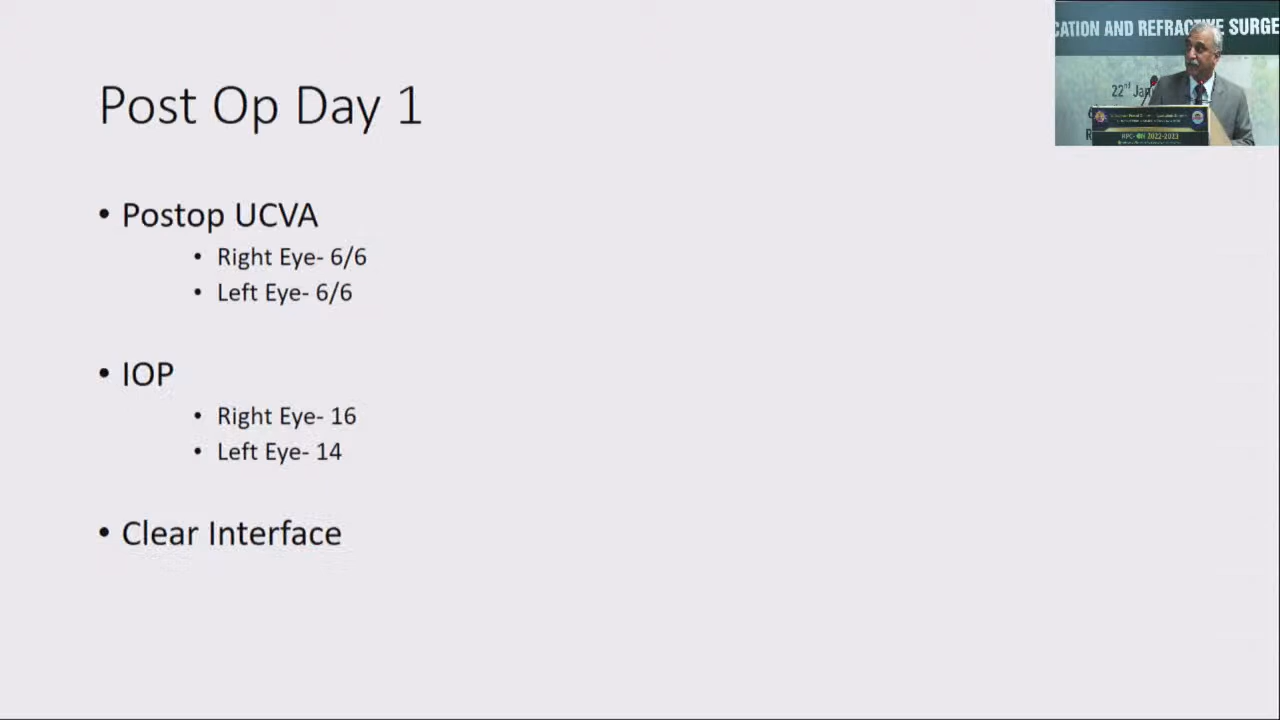 Post Op Day 1
• Postop UCVA
• Right Eye- 6/6
• Left Eye- 6/6
• IOP
• Right Eye- 16
• Left Eye- 14
• Clear Interface
CATION AND REFRACTIVE SURGE
22nd Jan
RPC- ON 2022-2023